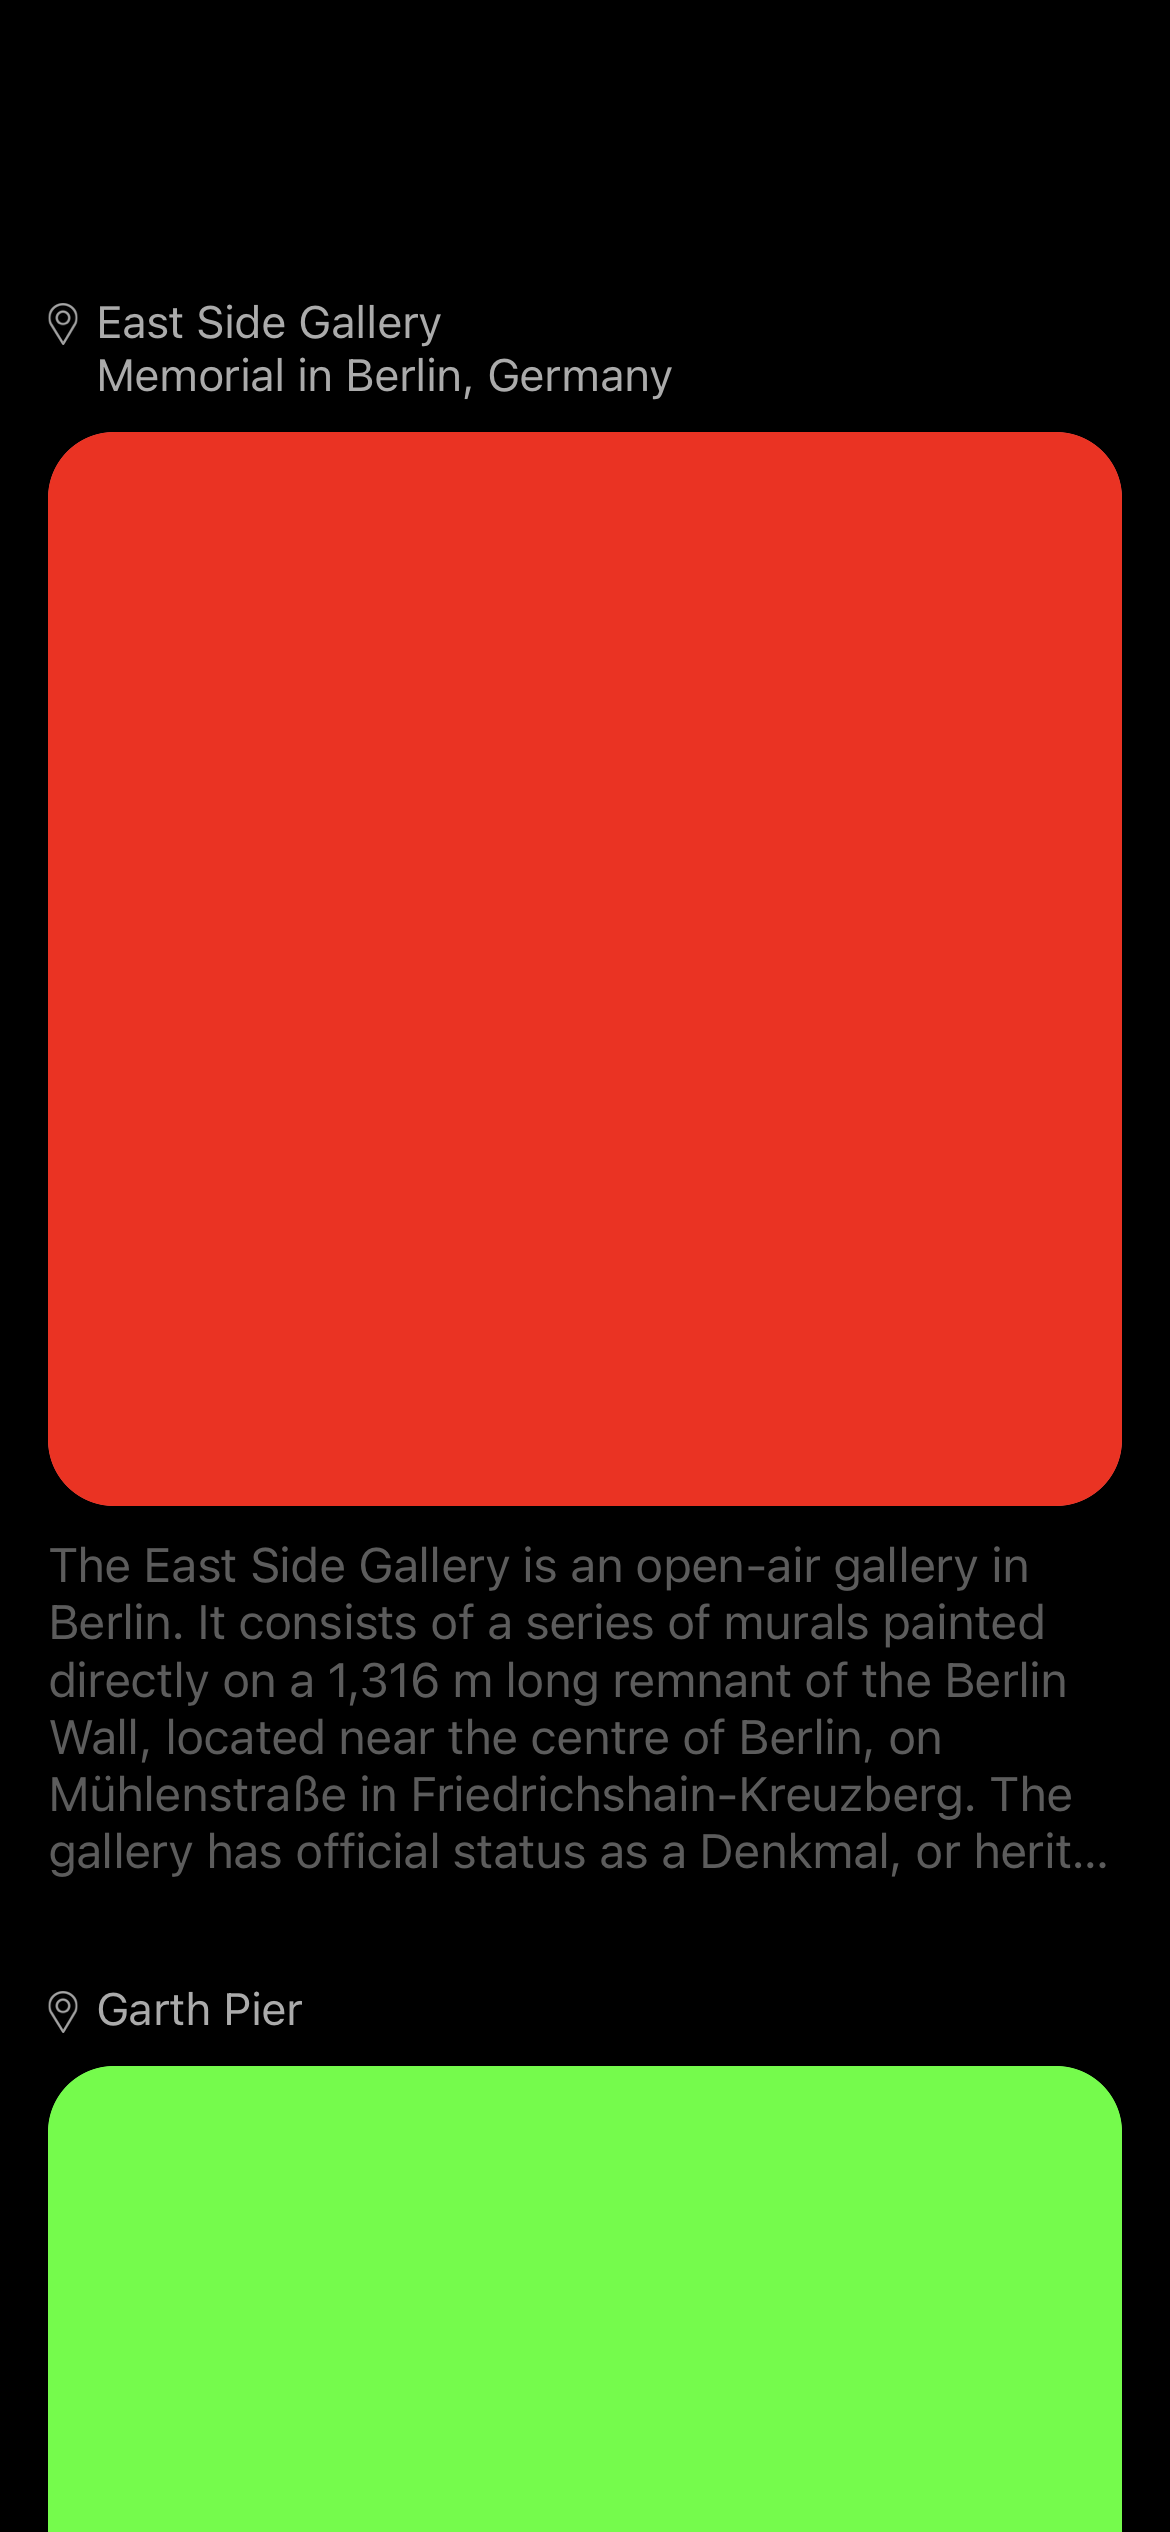 East Side Gallery
Memorial in Berlin, Germany
The East Side Gallery is an open-air gallery in
Berlin. It consists of a series of murals painted
directly on a 1,316 m long remnant of the Berlin
Wall, located near the centre of Berlin, on
Mühlenstraße in Friedrichshain-Kreuzberg. The
gallery has official status as a Denkmal, or herit...
Garth Pier